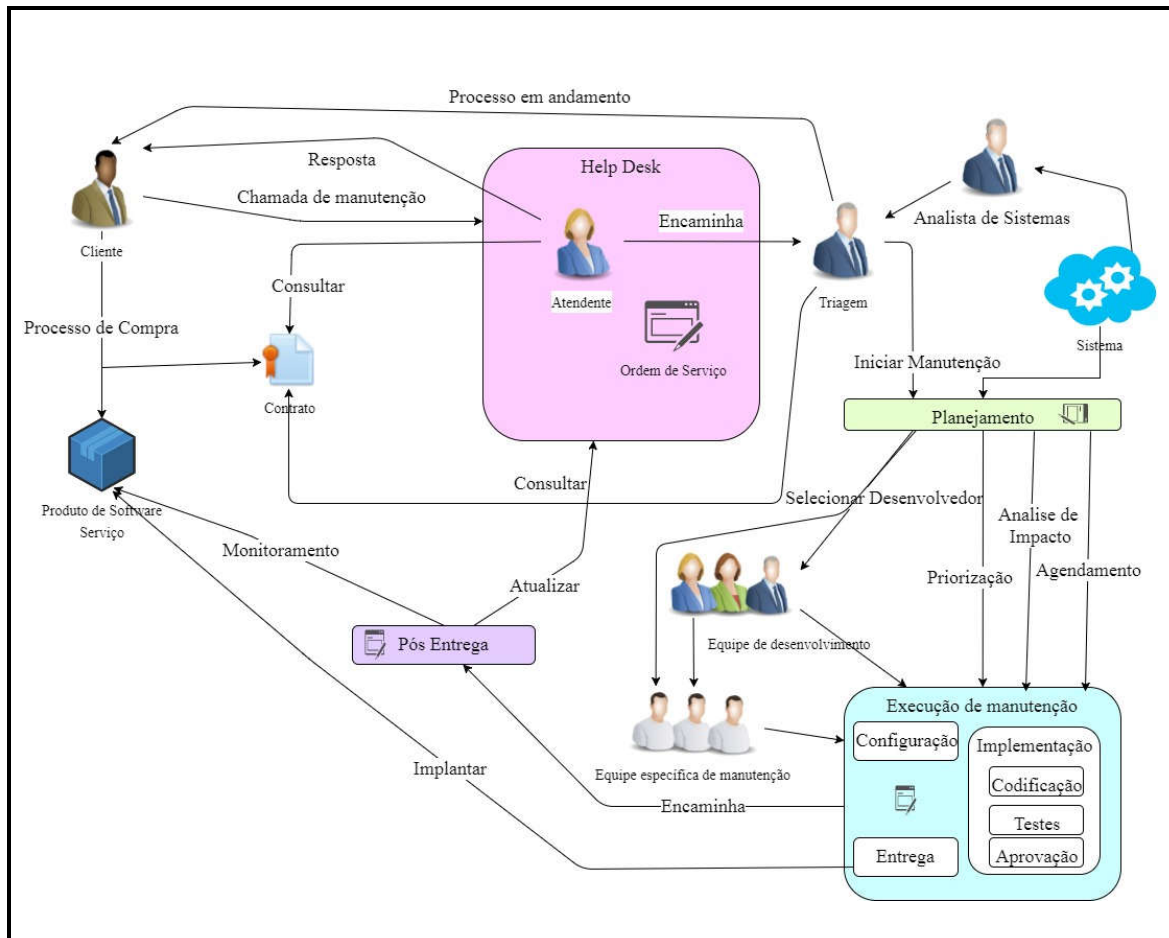 Processo em andamento
Resposta
Help Desk
Chamada de manutenção
Encaminha
Analista de Sistemas
Cliente
Consultar
Atendente
Triagem
Processo de Compra
Sistema
Iniciar Manutenção
Ordem de Serviço
Contrato
Planejamento
Consultar
Selecionar Desenvolvedor
Produto de Software
Serviço
Analise de
Impacto
Monitoramento
Atualizar
Priorização
Agendamento
Pós Entrega
Equipe de desenvolvimento
Execução de manutenção
Configuração
Implementação
Implantar
Equipe especifica de manutenção
Codificação
Encaminha
Testes
Entrega
Aprovação